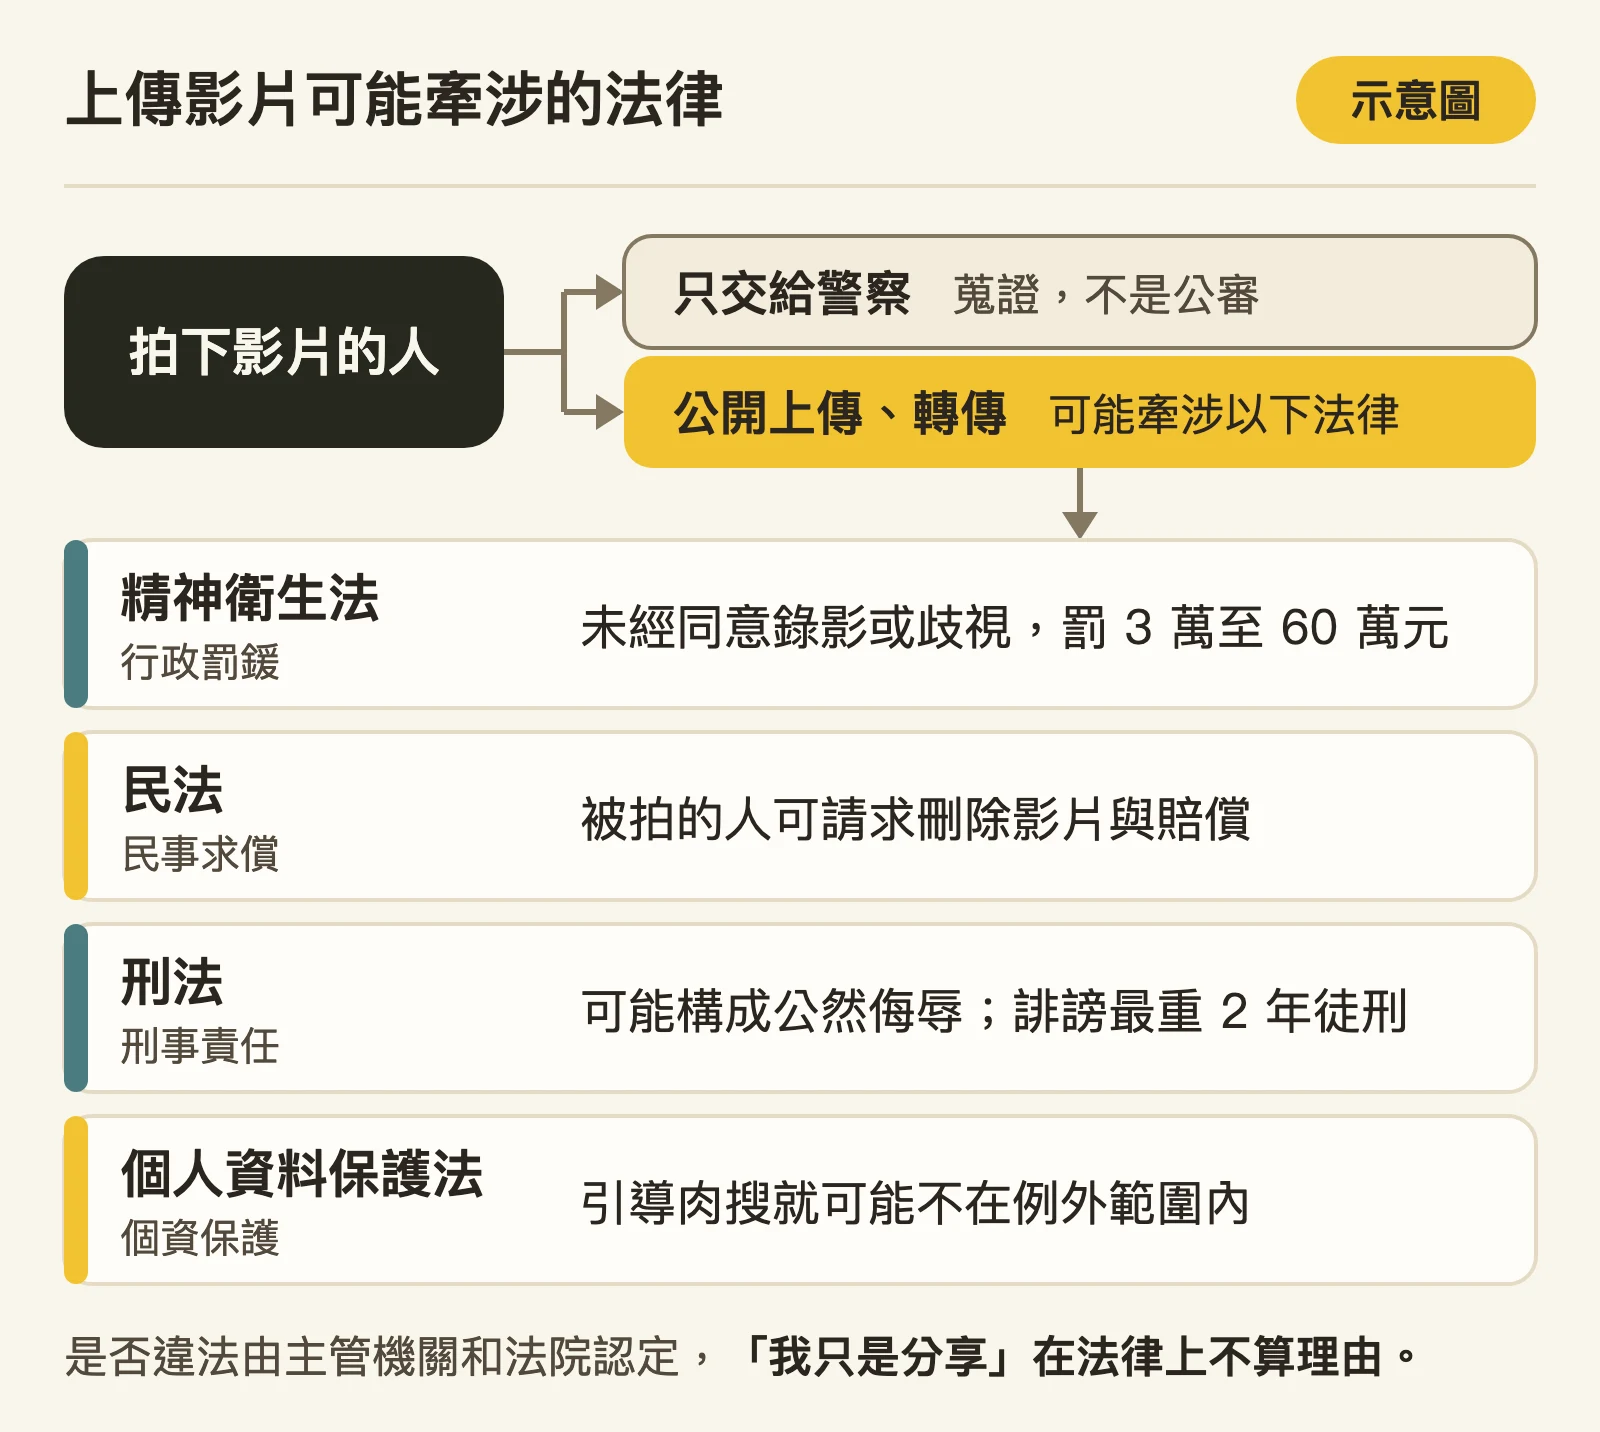 上傳影片可能牽涉的法律
示意圖
拍下影片的人
只交給警察 蒐證，不是公審
公開上傳、轉傳 可能牽涉以下法律
精神衛生法
行政罰鍰
未經同意錄影或歧視，罰 3 萬至 60 萬元
民法
民事求償
被拍的人可請求刪除影片與賠償
刑法
刑事責任
可能構成公然侮辱；誹謗最重 2 年徒刑
個人資料保護法
個資保護
引導肉搜就可能不在例外範圍內
是否違法由主管機關和法院認定，「我只是分享」在法律上不算理由。